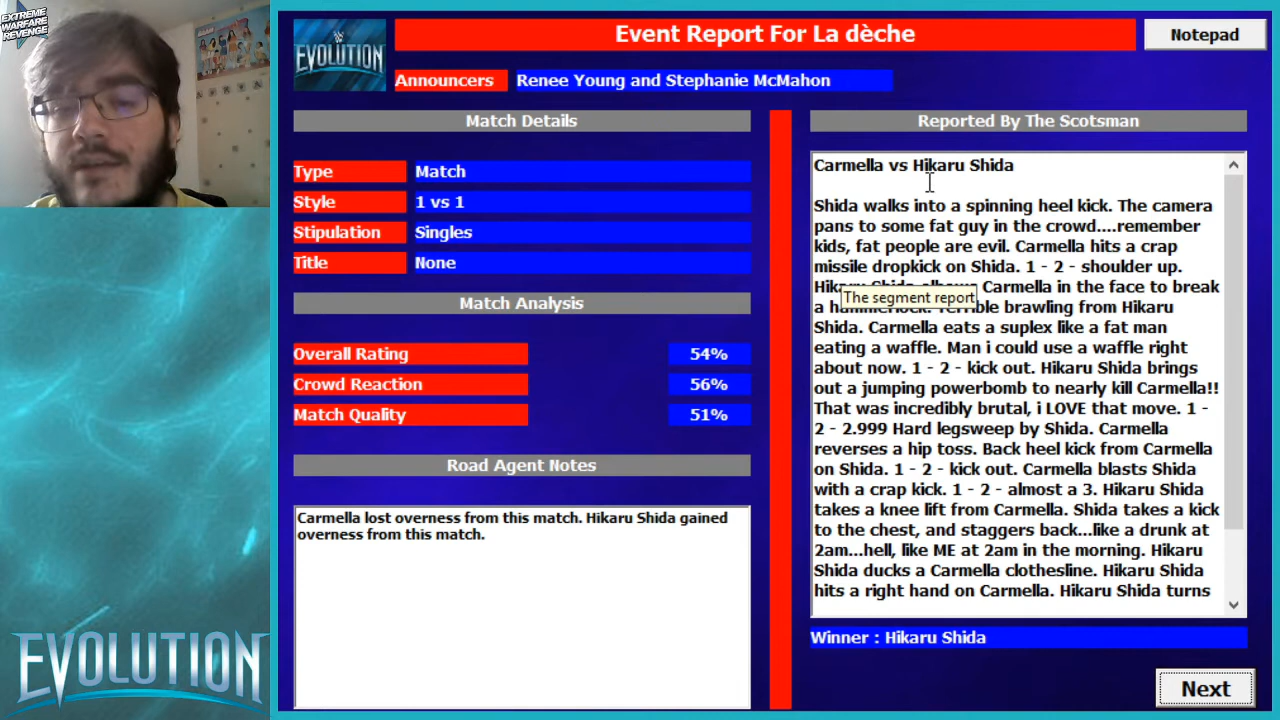 EXTREME
WARFARE
REVENGE
EVOLUTION
Event Report For La dèche
Notepad
Announcers
Renee Young and Stephanie McMahon
Match Details
Type
Match
Style
1 vs 1
Stipulation
Singles
Title
None
Match Analysis
Overall Rating
54%
Crowd Reaction
56%
Match Quality
51%
Road Agent Notes
Carmella lost overness from this match. Hikaru Shida gained
overness from this match.
Reported By The Scotsman
Carmella vs Hikaru Shida
Shida walks into a spinning heel kick. The camera
pans to some fat guy in the crowd....remember
kids, fat people are evil. Carmella hits a crap
missile dropkick on Shida. 1 - 2 - shoulder up.
Hikaru Shida elbows Carmella in the face to break
The segment report
a hammerlock. Terrible brawling from Hikaru
Shida. Carmella eats a suplex like a fat man
eating a waffle. Man i could use a waffle right
about now. 1 - 2 - kick out. Hikaru Shida brings
out a jumping powerbomb to nearly kill Carmella!!
That was incredibly brutal, i LOVE that move. 1 -
2 - 2.999 Hard legsweep by Shida. Carmella
reverses a hip toss. Back heel kick from Carmella
on Shida. 1 - 2 - kick out. Carmella blasts Shida
with a crap kick. 1 - 2 - almost a 3. Hikaru Shida
takes a knee lift from Carmella. Shida takes a kick
to the chest, and staggers back...like a drunk at
2am...hell, like ME at 2am in the morning. Hikaru
Shida ducks a Carmella clothesline. Hikaru Shida
hits a right hand on Carmella. Hikaru Shida turns
Winner : Hikaru Shida
Next
EVOLUTION